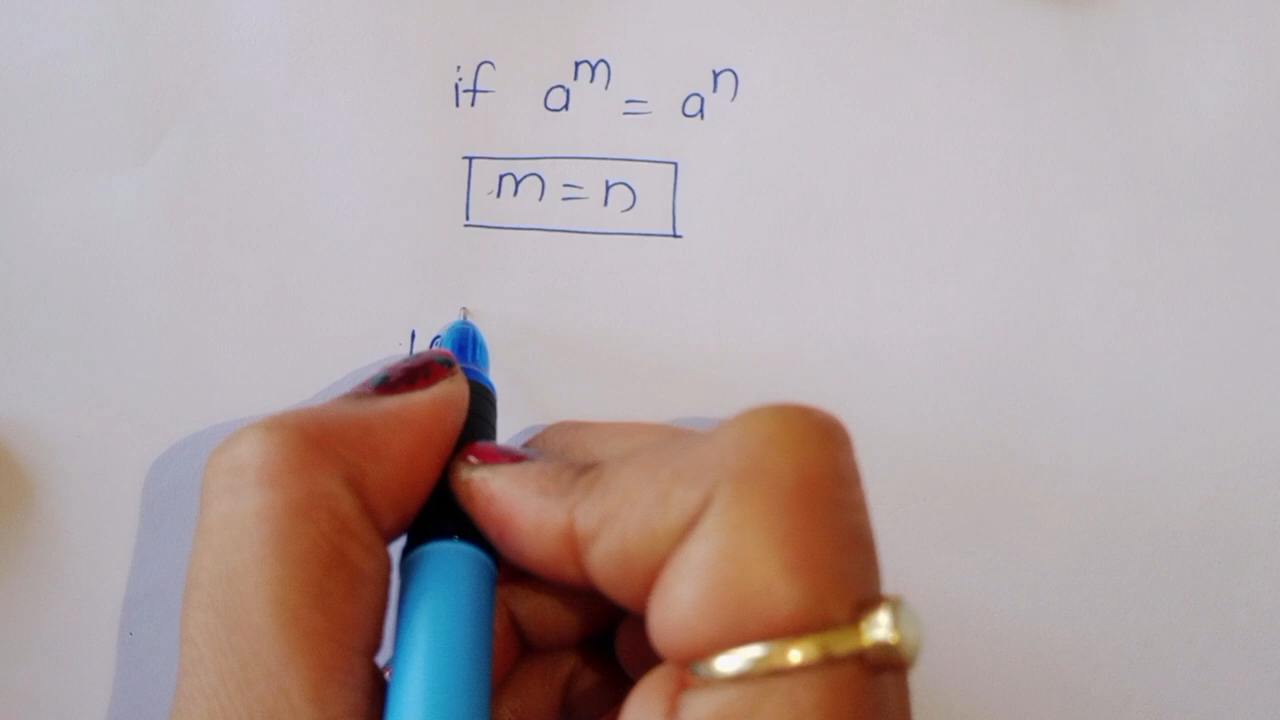 if a^m = a^n
m = n